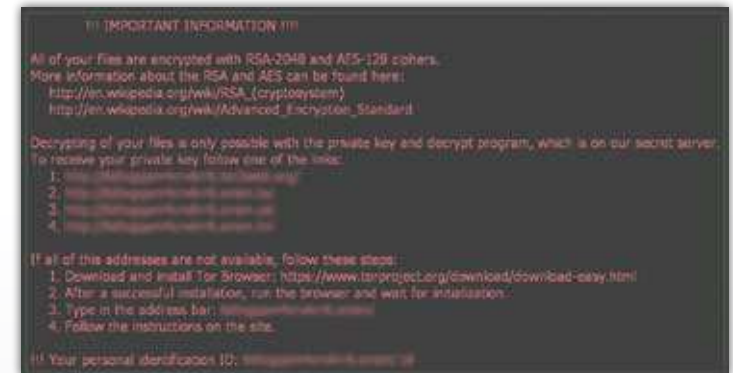 !!! IMPORTANT INFORMATION !!!!
All of your files are encrypted with RSA-2048 and AES-128 ciphers.
More information about the RSA and AES can be found here:
http://en.wikipedia.org/wiki/RSA_(cryptosystem)
http://en.wikipedia.org/wiki/Advanced_Encryption_Standard
Decrypting of your files is only possible with the private key and decrypt program, which is on our secret server.
To receive your private key follow one of the links:
1.
2.
3.
4.
If all of this addresses are not available, follow these steps:
1. Download and install Tor Browser: https://www.torproject.org/download/download-easy.html
2. After a successful installation, run the browser and wait for initialization.
3. Type in the address bar:
4. Follow the instructions on the site.
!!! Your personal identification ID: